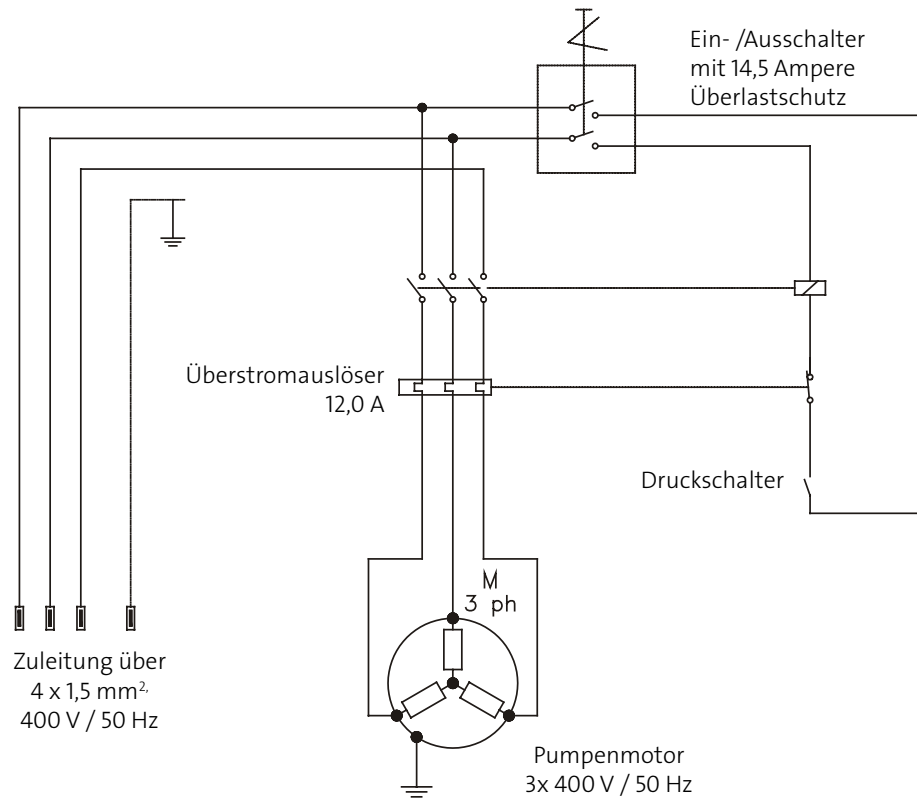 Ein- /Ausschalter
mit 14,5 Ampere
Überlastschutz
Überstromauslöser
12,0 A
Druckschalter
M
3 ph
Zuleitung über
4 x 1,5 mm²,
400 V / 50 Hz
Pumpenmotor
3x 400 V / 50 Hz